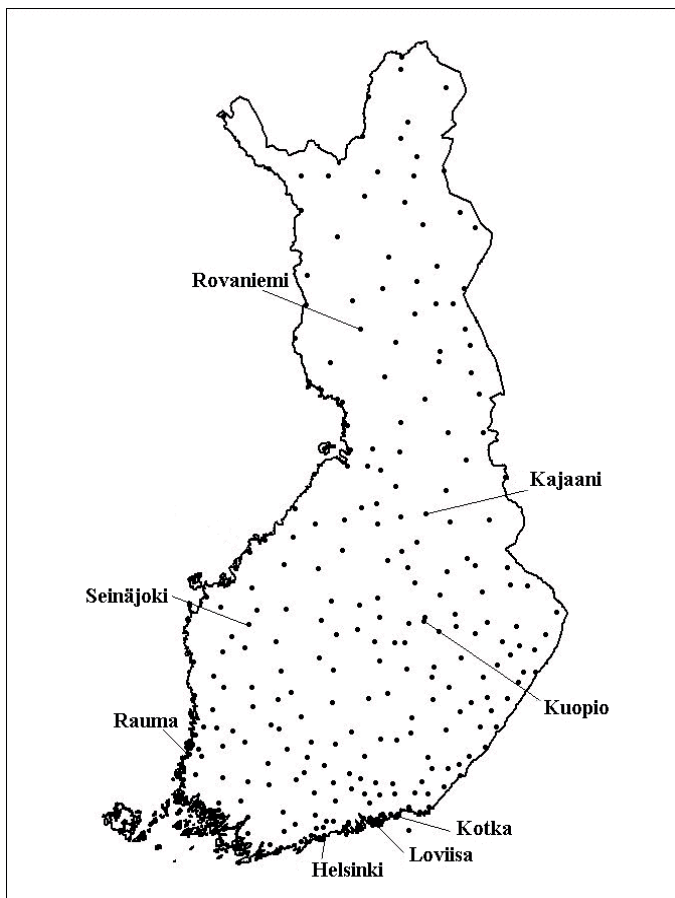 Rovaniemi
Kajaani
Seinäjoki
Kuopio
Rauma
Kotka
Loviisa
Helsinki